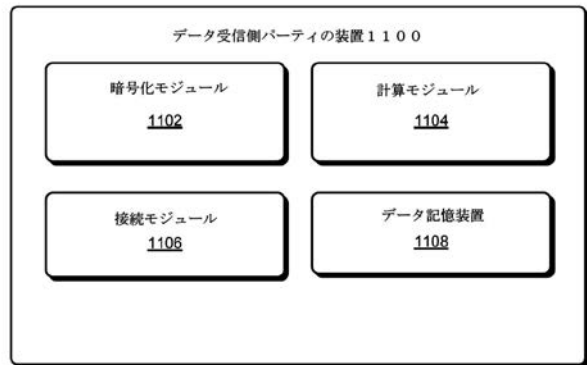 データ受信側パーティの装置１１００
暗号化モジュール
1102
計算モジュール
1104
接続モジュール
1106
データ記憶装置
1108